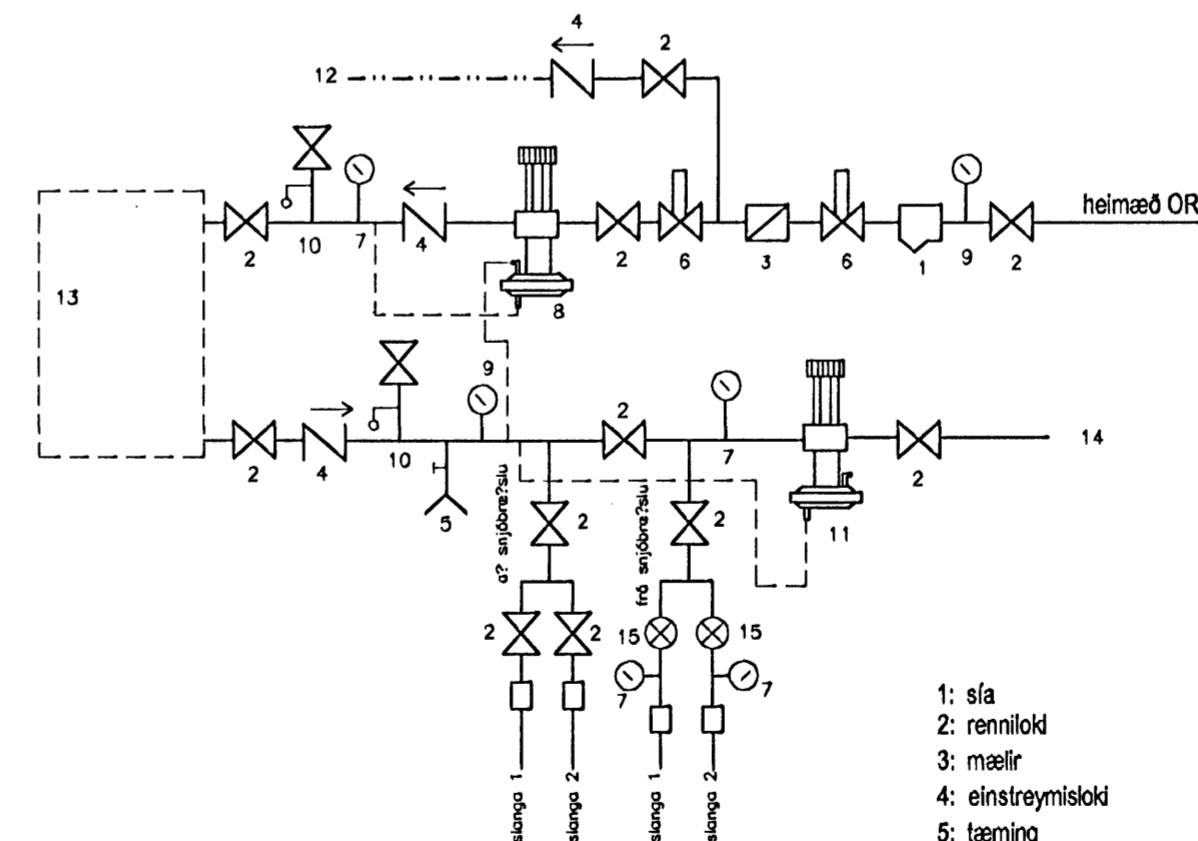 4
2
12
10
7
4
2
8
2
6
3
6
1
9
2
heimæð OR
13
9
2
7
14
2
4
10
5
2
2
11
2
a? snjóbræ?slu
frá snjóbræ?slu
2
2
15
15
7
7
slanga 1
slanga 2
slanga 1
slanga 2
1: sía
2: renniloki
3: mælir
4: einstreymisloki
5: tæming